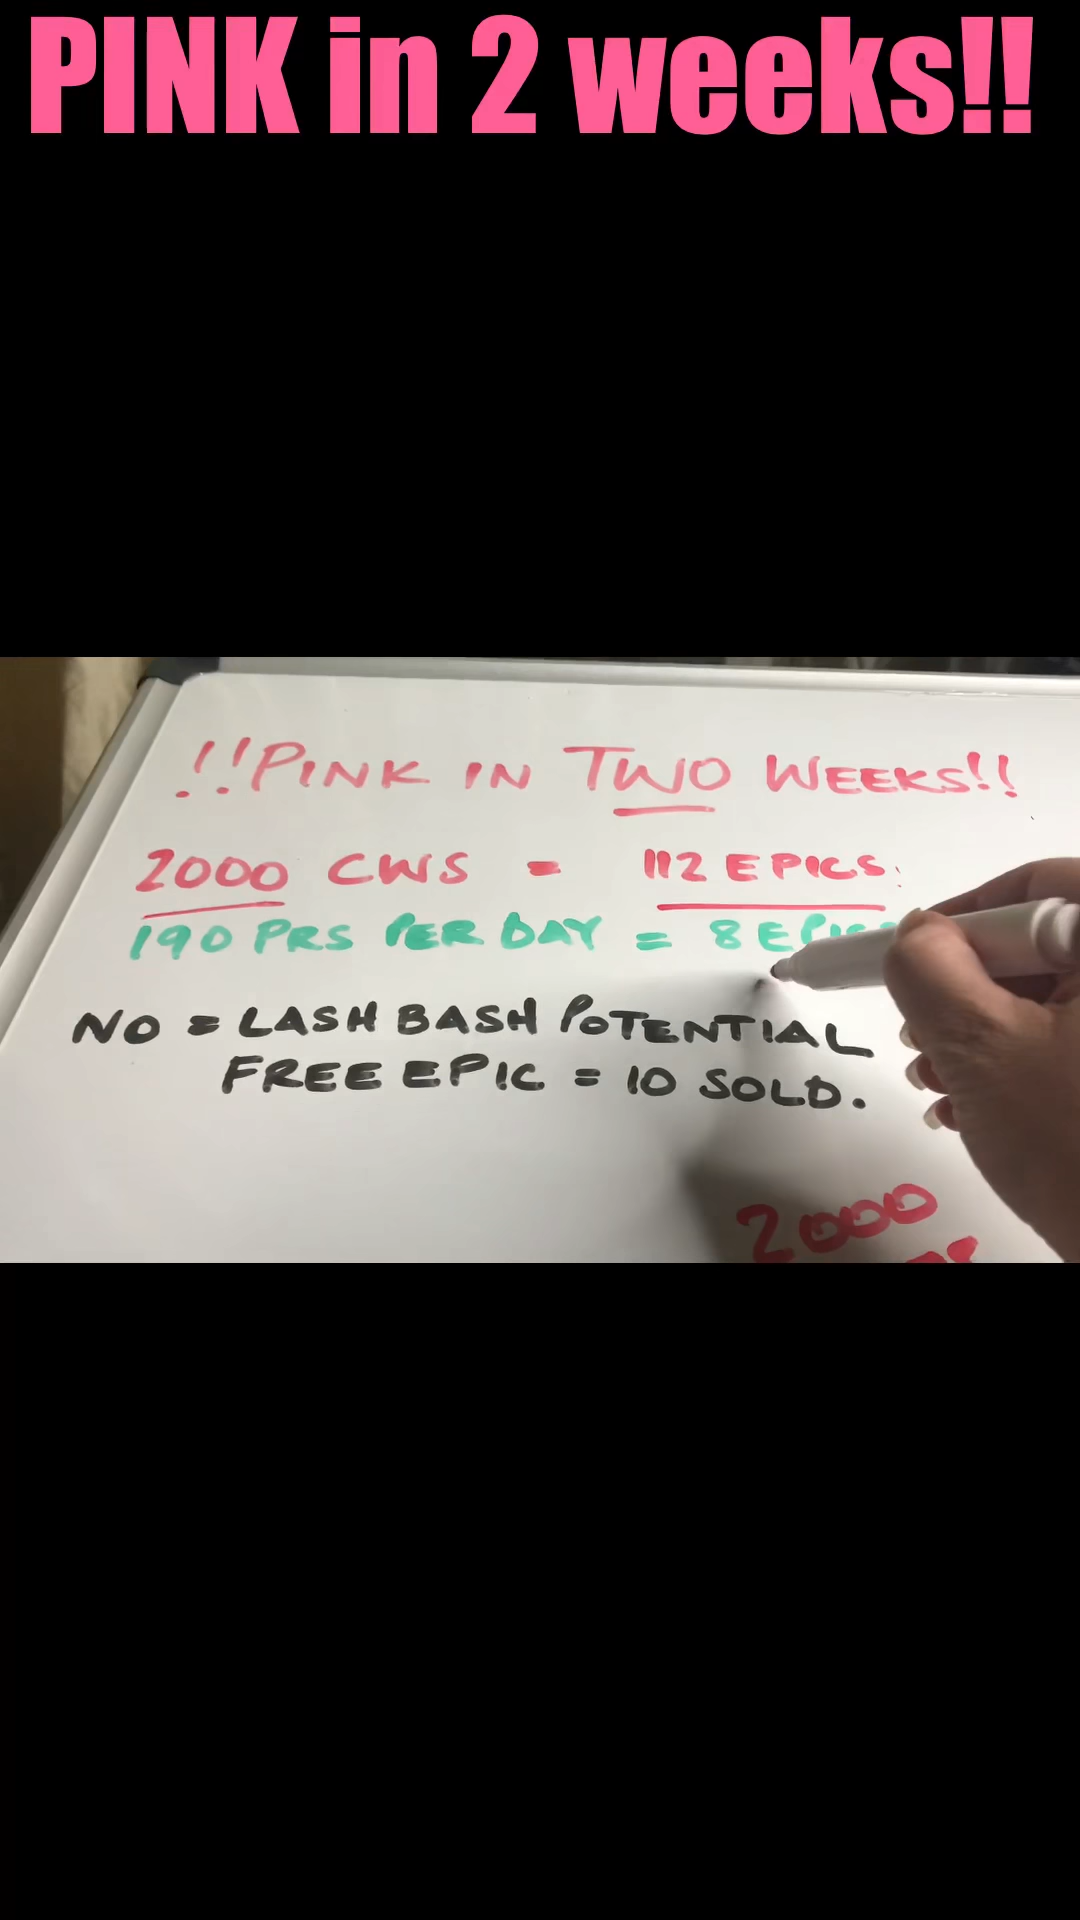 PINK in 2 weeks!!
!!PINK IN TWO WEEKS!!
2000 CWS = 112 EPICS.
190 PRS PER DAY = 8 EPICS
NO = LASH BASH POTENTIAL
FREE EPIC = 10 SOLD.
2000